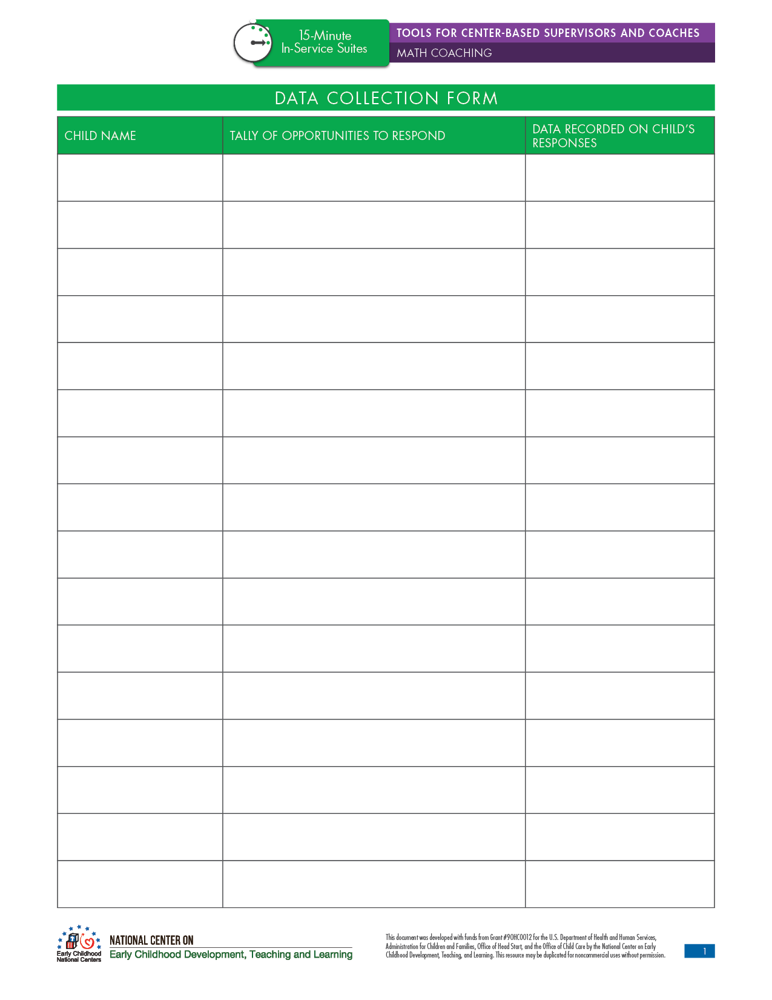 15-Minute
In-Service Suites
TOOLS FOR CENTER-BASED SUPERVISORS AND COACHES
MATH COACHING
DATA COLLECTION FORM
CHILD NAME
TALLY OF OPPORTUNITIES TO RESPOND
DATA RECORDED ON CHILD’S
RESPONSES
Early Childhood
National Centers
NATIONAL CENTER ON
Early Childhood Development, Teaching and Learning
This document was developed with funds from Grant #90HC0012 for the U.S. Department of Health and Human Services,
Administration for Children and Families, Office of Head Start, and the Office of Child Care by the National Center on Early
Childhood Development, Teaching, and Learning. This resource may be duplicated for noncommercial uses without permission.
1